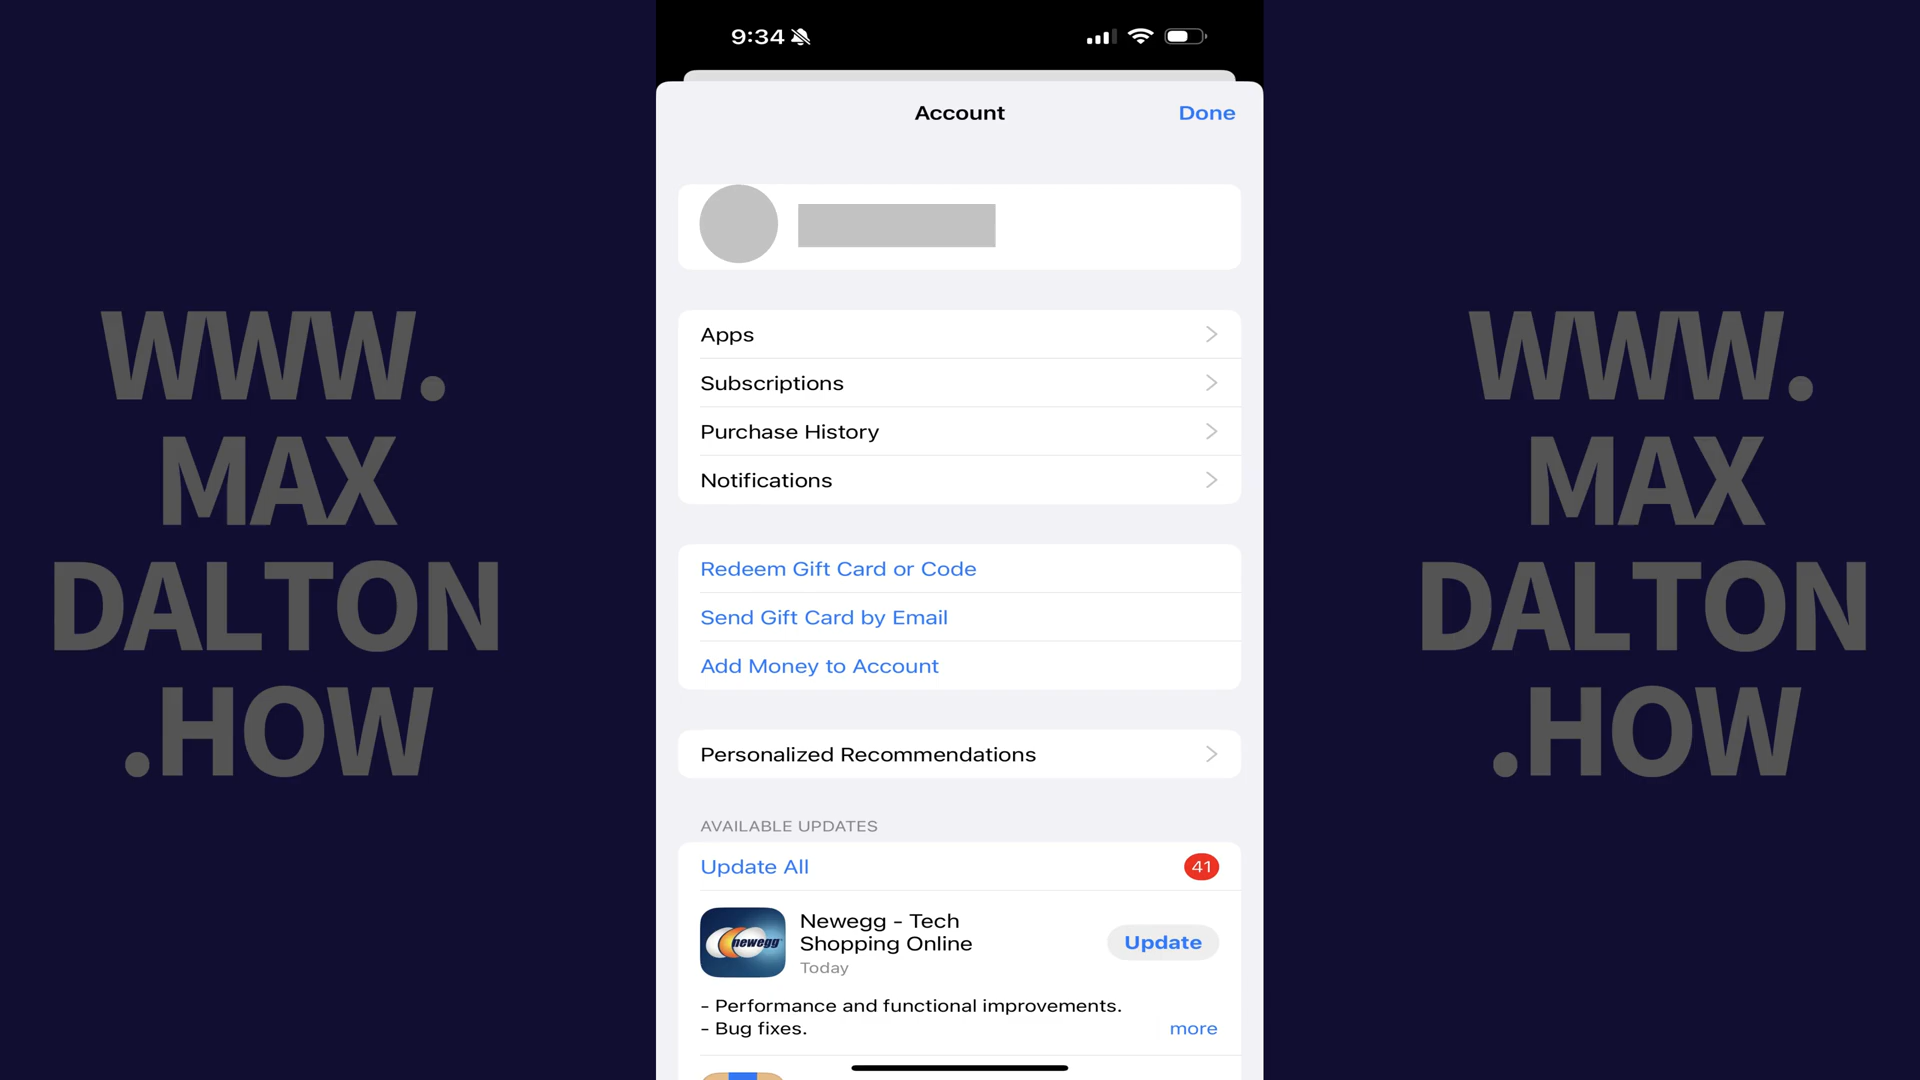 9:34
Account
Done
Apps
Subscriptions
Purchase History
Notifications
Redeem Gift Card or Code
Send Gift Card by Email
Add Money to Account
Personalized Recommendations
AVAILABLE UPDATES
Update All
41
newegg
Newegg - Tech
Shopping Online
Today
Update
- Performance and functional improvements.
- Bug fixes.
more
WWW.
MAX
DALTON
.HOW
WWW.
MAX
DALTON
.HOW